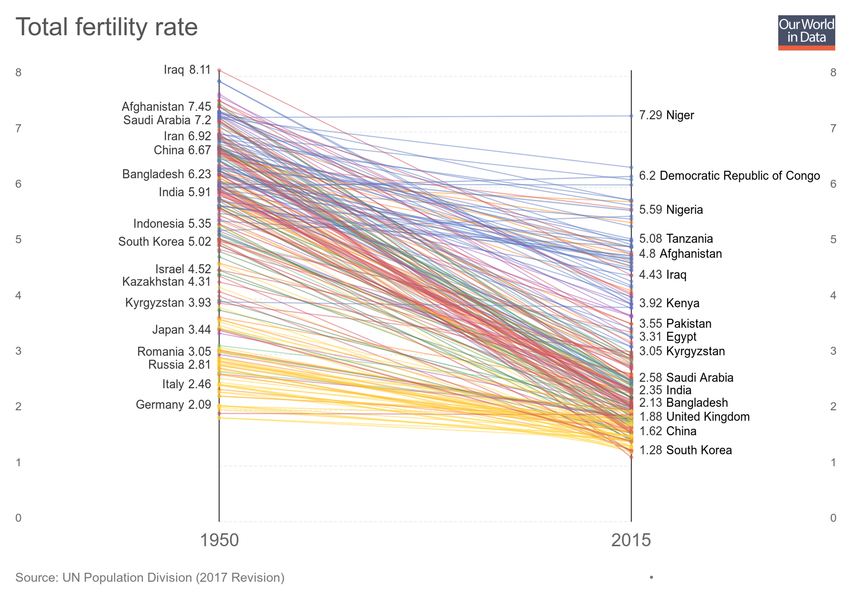 Total fertility rate
Our World
in Data
8
7
6
5
4
3
2
1
0
Iraq 8.11
Afghanistan 7.45
Saudi Arabia 7.2
Iran 6.92
China 6.67
Bangladesh 6.23
India 5.91
Indonesia 5.35
South Korea 5.02
Israel 4.52
Kazakhstan 4.31
Kyrgyzstan 3.93
Japan 3.44
Romania 3.05
Russia 2.81
Italy 2.46
Germany 2.09
7.29 Niger
6.2 Democratic Republic of Congo
5.59 Nigeria
5.08 Tanzania
4.8 Afghanistan
4.43 Iraq
3.92 Kenya
3.55 Pakistan
3.31 Egypt
3.05 Kyrgyzstan
2.58 Saudi Arabia
2.35 India
2.13 Bangladesh
1.88 United Kingdom
1.62 China
1.28 South Korea
8
7
6
5
4
3
2
1
0
1950
2015
Source: UN Population Division (2017 Revision)
•